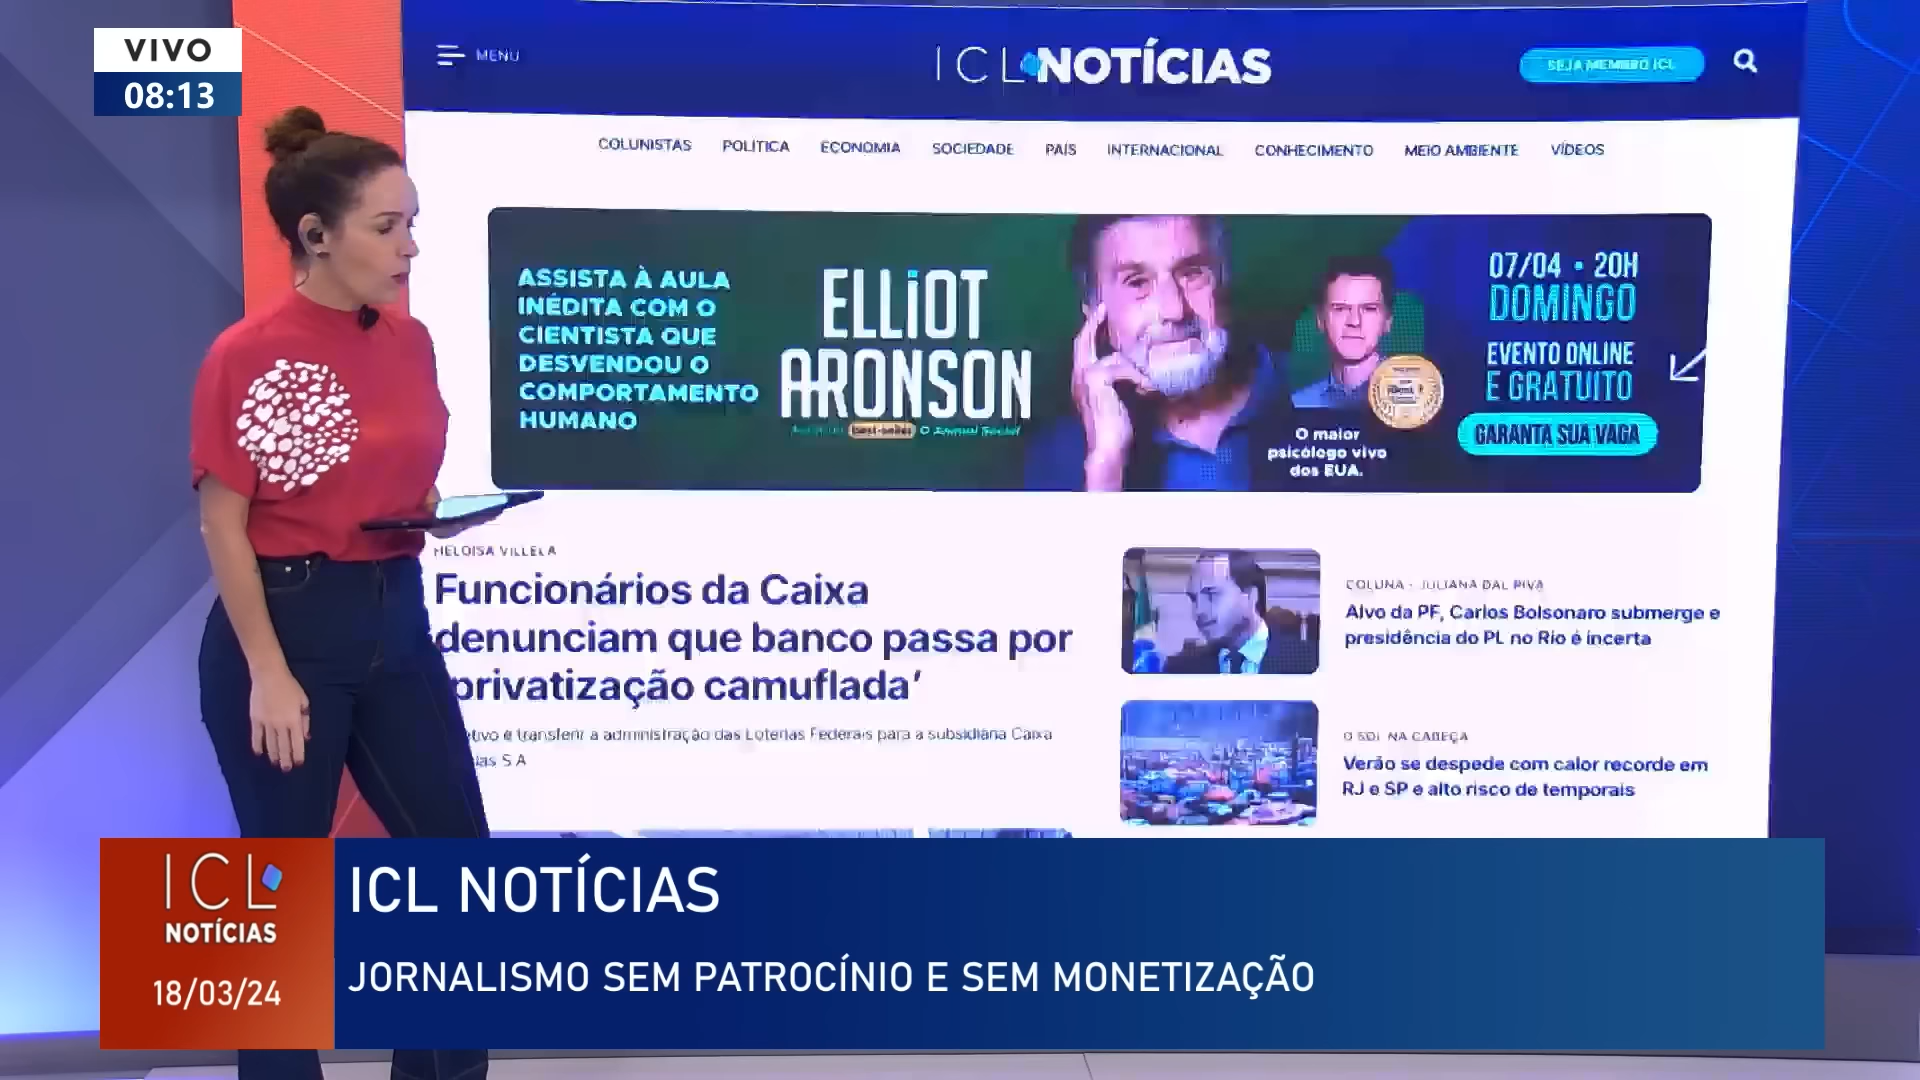 VIVO
08:13
MENU
ICL NOTÍCIAS
SEJA MEMBRO ICL
COLUNISTAS POLÍTICA ECONOMIA SOCIEDADE PAÍS INTERNACIONAL CONHECIMENTO MEIO AMBIENTE VÍDEOS
ASSISTA À AULA
INÉDITA COM O
CIENTISTA QUE
DESVENDOU O
COMPORTAMENTO
HUMANO
ELLIOT
ARONSON
best-seller O Animal Social
O maior
psicólogo vivo
dos EUA.
07/04 • 20H
DOMINGO
EVENTO ONLINE
E GRATUITO
GARANTA SUA VAGA
HELOISA VILLELA
Funcionários da Caixa
denunciam que banco passa por
privatização camuflada’
é transferir a administração das Loterias Federais para a subsidiária Caixa
S.A
COLUNA - JULIANA DAL PIVA
Alvo da PF, Carlos Bolsonaro submerge e
presidência do PL no Rio é incerta
O SOL NA CABEÇA
Verão se despede com calor recorde em
RJ e SP e alto risco de temporais
ICL
NOTÍCIAS
18/03/24
ICL NOTÍCIAS
JORNALISMO SEM PATROCÍNIO E SEM MONETIZAÇÃO